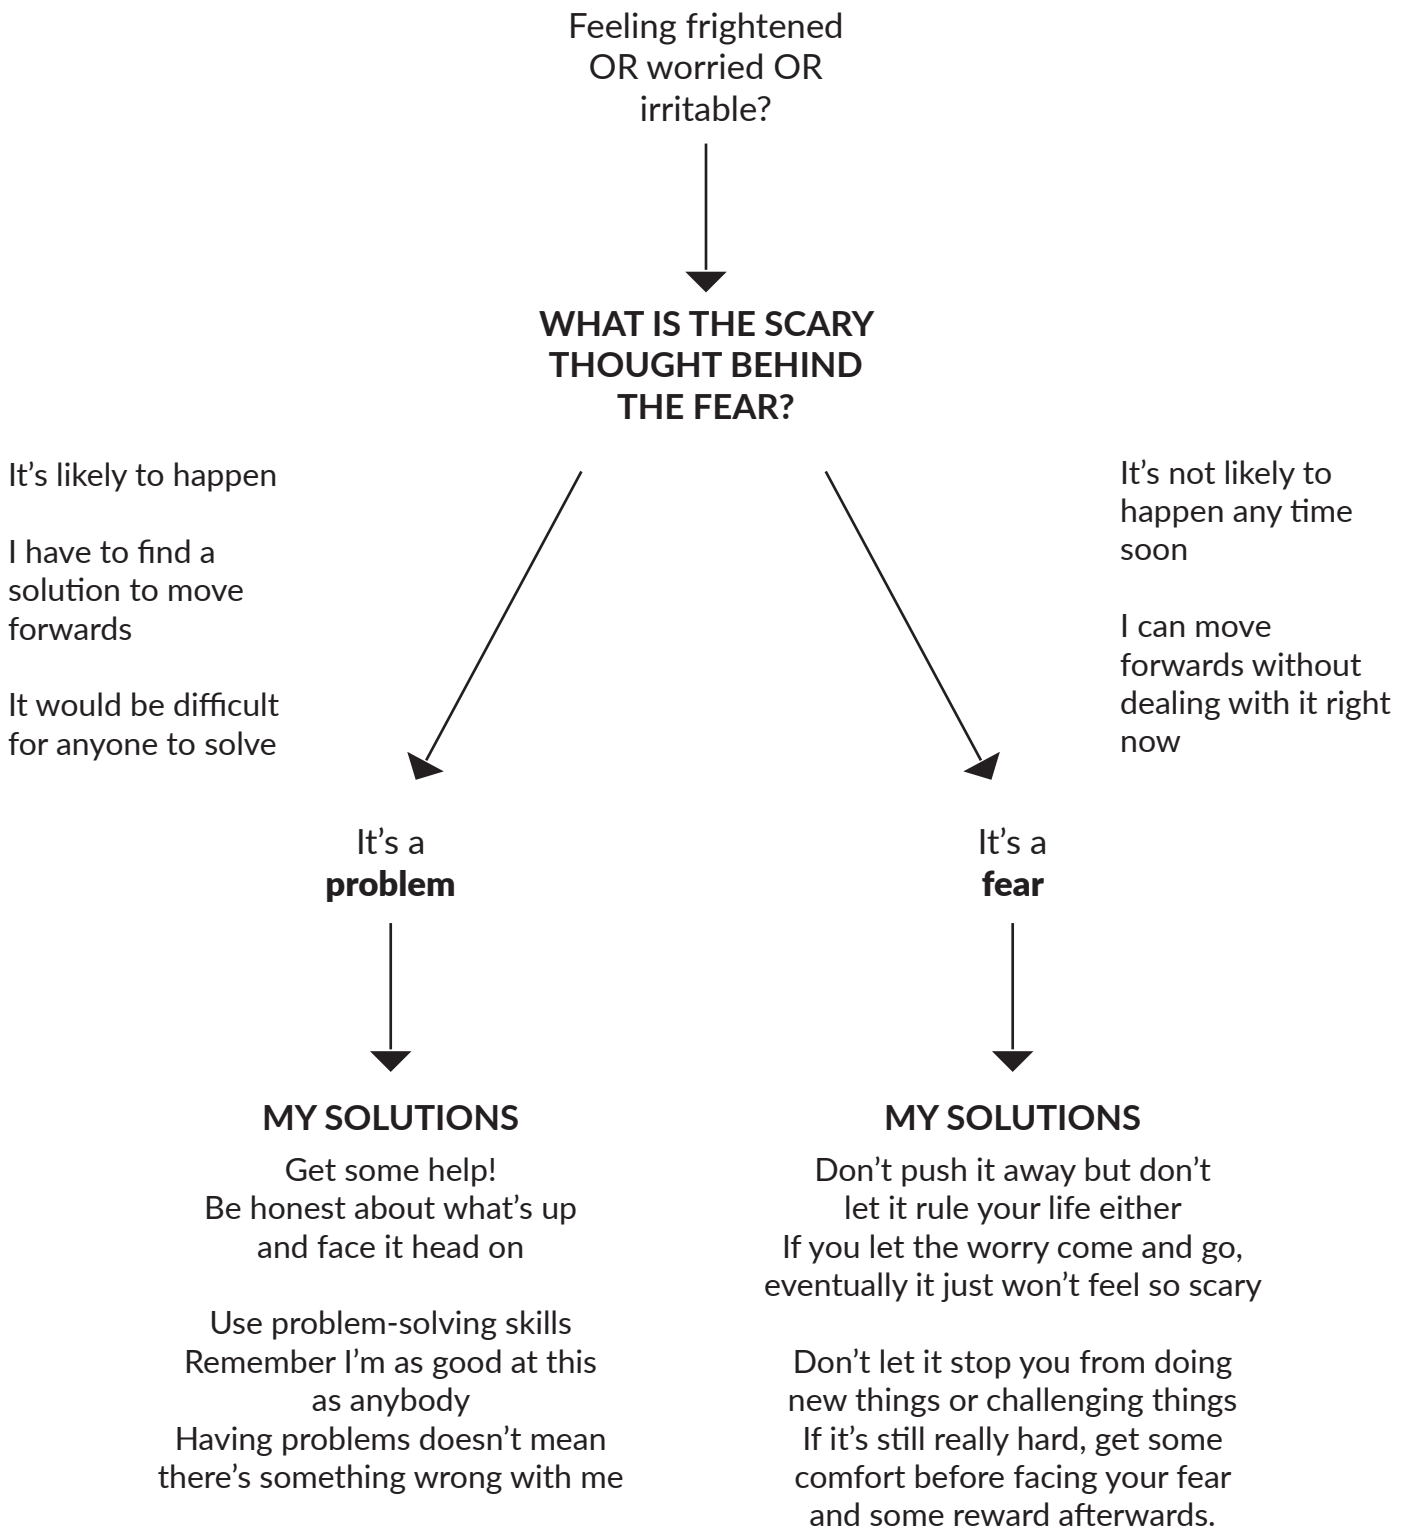 Feeling frightened
OR worried OR
irritable?
WHAT IS THE SCARY
THOUGHT BEHIND
THE FEAR?
It’s likely to happen
I have to find a
solution to move
forwards
It would be difficult
for anyone to solve
It’s not likely to
happen any time
soon
I can move
forwards without
dealing with it right
now
It’s a
problem
It’s a
fear
MY SOLUTIONS
Get some help!
Be honest about what’s up
and face it head on
Use problem-solving skills
Remember I’m as good at this
as anybody
Having problems doesn’t mean
there’s something wrong with me
MY SOLUTIONS
Don’t push it away but don’t
let it rule your life either
If you let the worry come and go,
eventually it just won’t feel so scary
Don’t let it stop you from doing
new things or challenging things
If it’s still really hard, get some
comfort before facing your fear
and some reward afterwards.